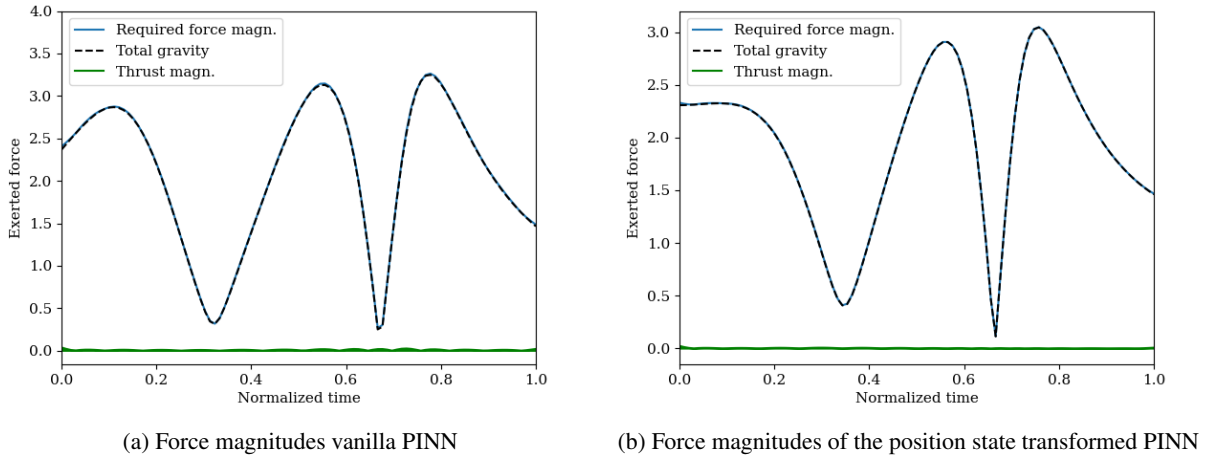 4.0
3.5
3.0
2.5
2.0
1.5
1.0
0.5
0.0
Exerted force
Required force magn.
Total gravity
Thrust magn.
0.0 0.2 0.4 0.6 0.8 1.0
Normalized time
(a) Force magnitudes vanilla PINN
3.0
2.5
2.0
1.5
1.0
0.5
0.0
Exerted force
Required force magn.
Total gravity
Thrust magn.
0.0 0.2 0.4 0.6 0.8 1.0
Normalized time
(b) Force magnitudes of the position state transformed PINN